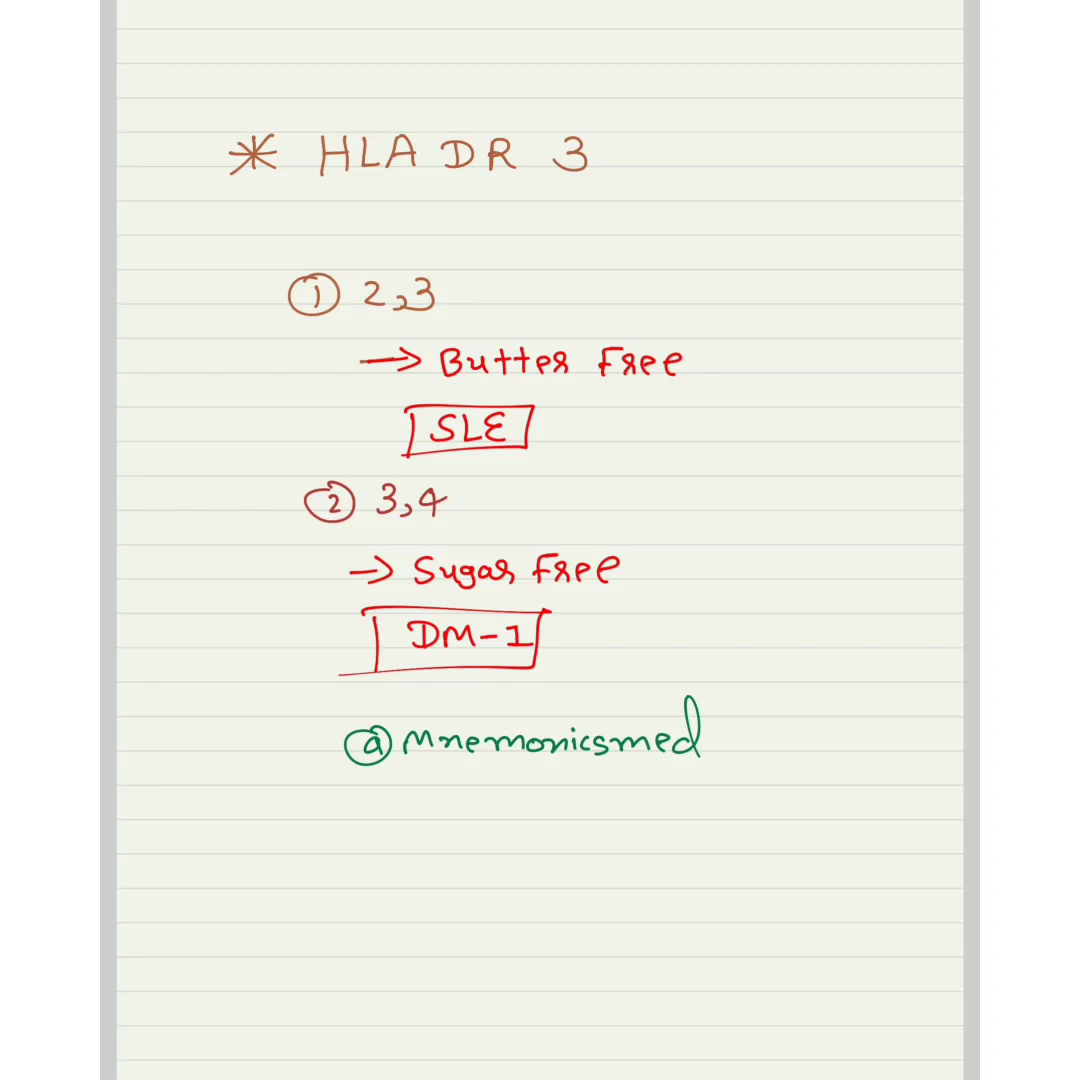 * HLA DR 3
① 2,3
→ Butter Free
SLE
② 3,4
→ Sugar Free
DM-1
@mnemonicsmed